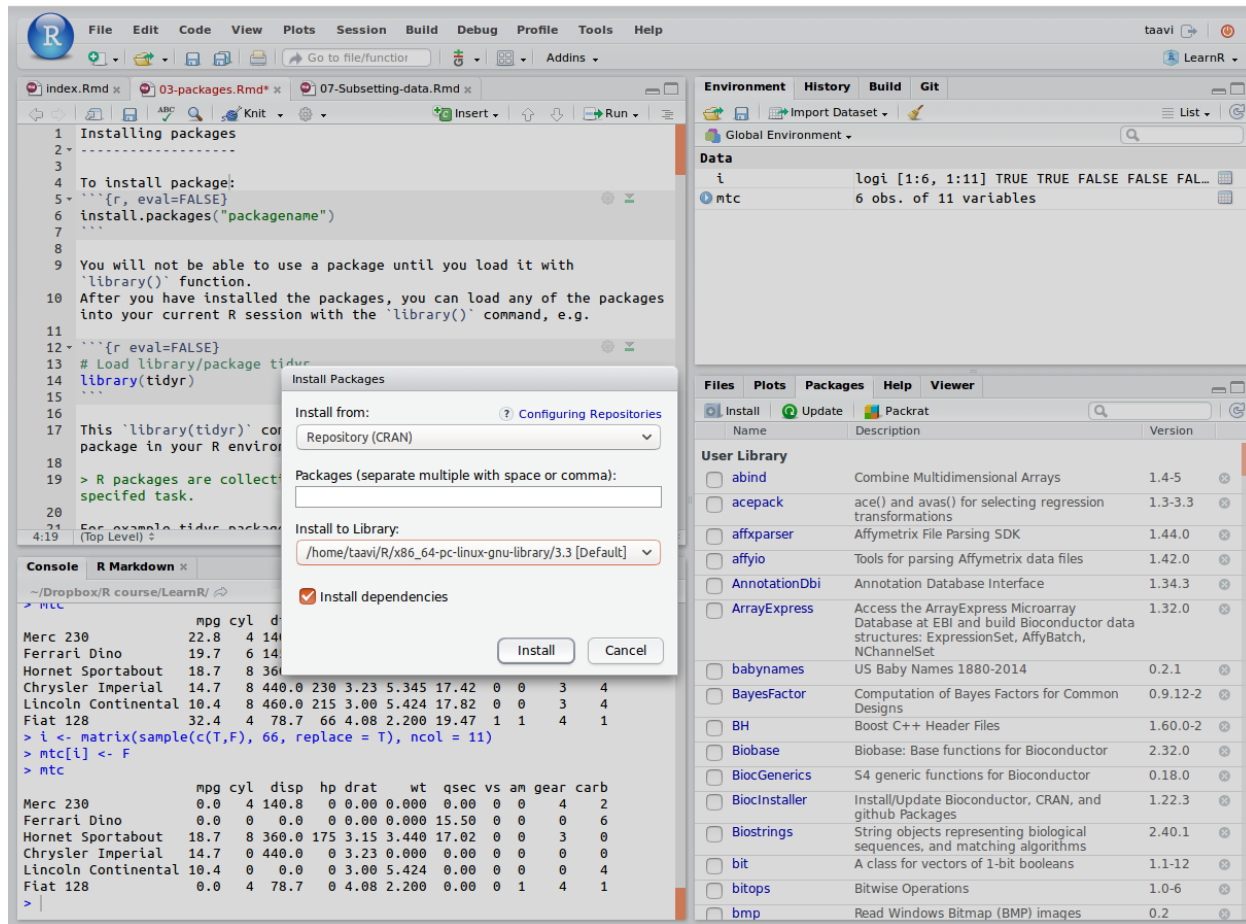 R File Edit Code View Plots Session Build Debug Profile Tools Help taavi
Go to file/function Addins LearnR
index.Rmd × 03-packages.Rmd* × 07-Subsetting-data.Rmd ×
ABC Knit Insert Run
1 Installing packages
2 -------------------
3
4 To install package:
5 ```{r, eval=FALSE}
6 install.packages("packagename")
7 ```
8
9 You will not be able to use a package until you load it with
`library()` function.
10 After you have installed the packages, you can load any of the packages
into your current R session with the `library()` command, e.g.
11
12 ```{r eval=FALSE}
13 # Load library/package tidyr
14 library(tidyr)
15 ```
16
17 This `library(tidyr)` com
package in your R enviro
18
19 > R packages are collecti
specifed task.
20
21 For example tidyr package
4:19 (Top Level)
Install Packages
Install from: ? Configuring Repositories
Repository (CRAN)
Packages (separate multiple with space or comma):
Install to Library:
/home/taavi/R/x86_64-pc-linux-gnu-library/3.3 [Default]
Install dependencies
Install Cancel
Console R Markdown ×
~/Dropbox/R course/LearnR/
> mtc
mpg cyl d
Merc 230 22.8 4 14
Ferrari Dino 19.7 6 14
Hornet Sportabout 18.7 8 36
Chrysler Imperial 14.7 8 440.0 230 3.23 5.345 17.42 0 0 3 4
Lincoln Continental 10.4 8 460.0 215 3.00 5.424 17.82 0 0 3 4
Fiat 128 32.4 4 78.7 66 4.08 2.200 19.47 1 1 4 1
> i <- matrix(sample(c(T,F), 66, replace = T), ncol = 11)
> mtc[i] <- F
> mtc
mpg cyl disp hp drat wt qsec vs am gear carb
Merc 230 0.0 4 140.8 0 0.00 0.000 0.00 0 0 4 2
Ferrari Dino 0.0 0 0.0 0 0.00 0.000 15.50 0 0 0 6
Hornet Sportabout 18.7 8 360.0 175 3.15 3.440 17.02 0 0 3 0
Chrysler Imperial 14.7 0 440.0 0 3.23 0.000 0.00 0 0 0 0
Lincoln Continental 10.4 0 0.0 0 3.00 5.424 0.00 0 0 0 4
Fiat 128 0.0 4 78.7 0 4.08 2.200 0.00 0 1 4 1
>
Environment History Build Git
Import Dataset List
Global Environment
Data
i logi [1:6, 1:11] TRUE TRUE FALSE FALSE FAL…
mtc 6 obs. of 11 variables
Files Plots Packages Help Viewer
Install Update Packrat
Name Description Version
User Library
abind Combine Multidimensional Arrays 1.4-5
acepack ace() and avas() for selecting regression 1.3-3.3
transformations
affxparser Affymetrix File Parsing SDK 1.44.0
affyio Tools for parsing Affymetrix data files 1.42.0
AnnotationDbi Annotation Database Interface 1.34.3
ArrayExpress Access the ArrayExpress Microarray 1.32.0
Database at EBI and build Bioconductor data
structures: ExpressionSet, AffyBatch,
NChannelSet
babynames US Baby Names 1880-2014 0.2.1
BayesFactor Computation of Bayes Factors for Common 0.9.12-2
Designs
BH Boost C++ Header Files 1.60.0-2
Biobase Biobase: Base functions for Bioconductor 2.32.0
BiocGenerics S4 generic functions for Bioconductor 0.18.0
BiocInstaller Install/Update Bioconductor, CRAN, and 1.22.3
github Packages
Biostrings String objects representing biological 2.40.1
sequences, and matching algorithms
bit A class for vectors of 1-bit booleans 1.1-12
bitops Bitwise Operations 1.0-6
bmp Read Windows Bitmap (BMP) images 0.2